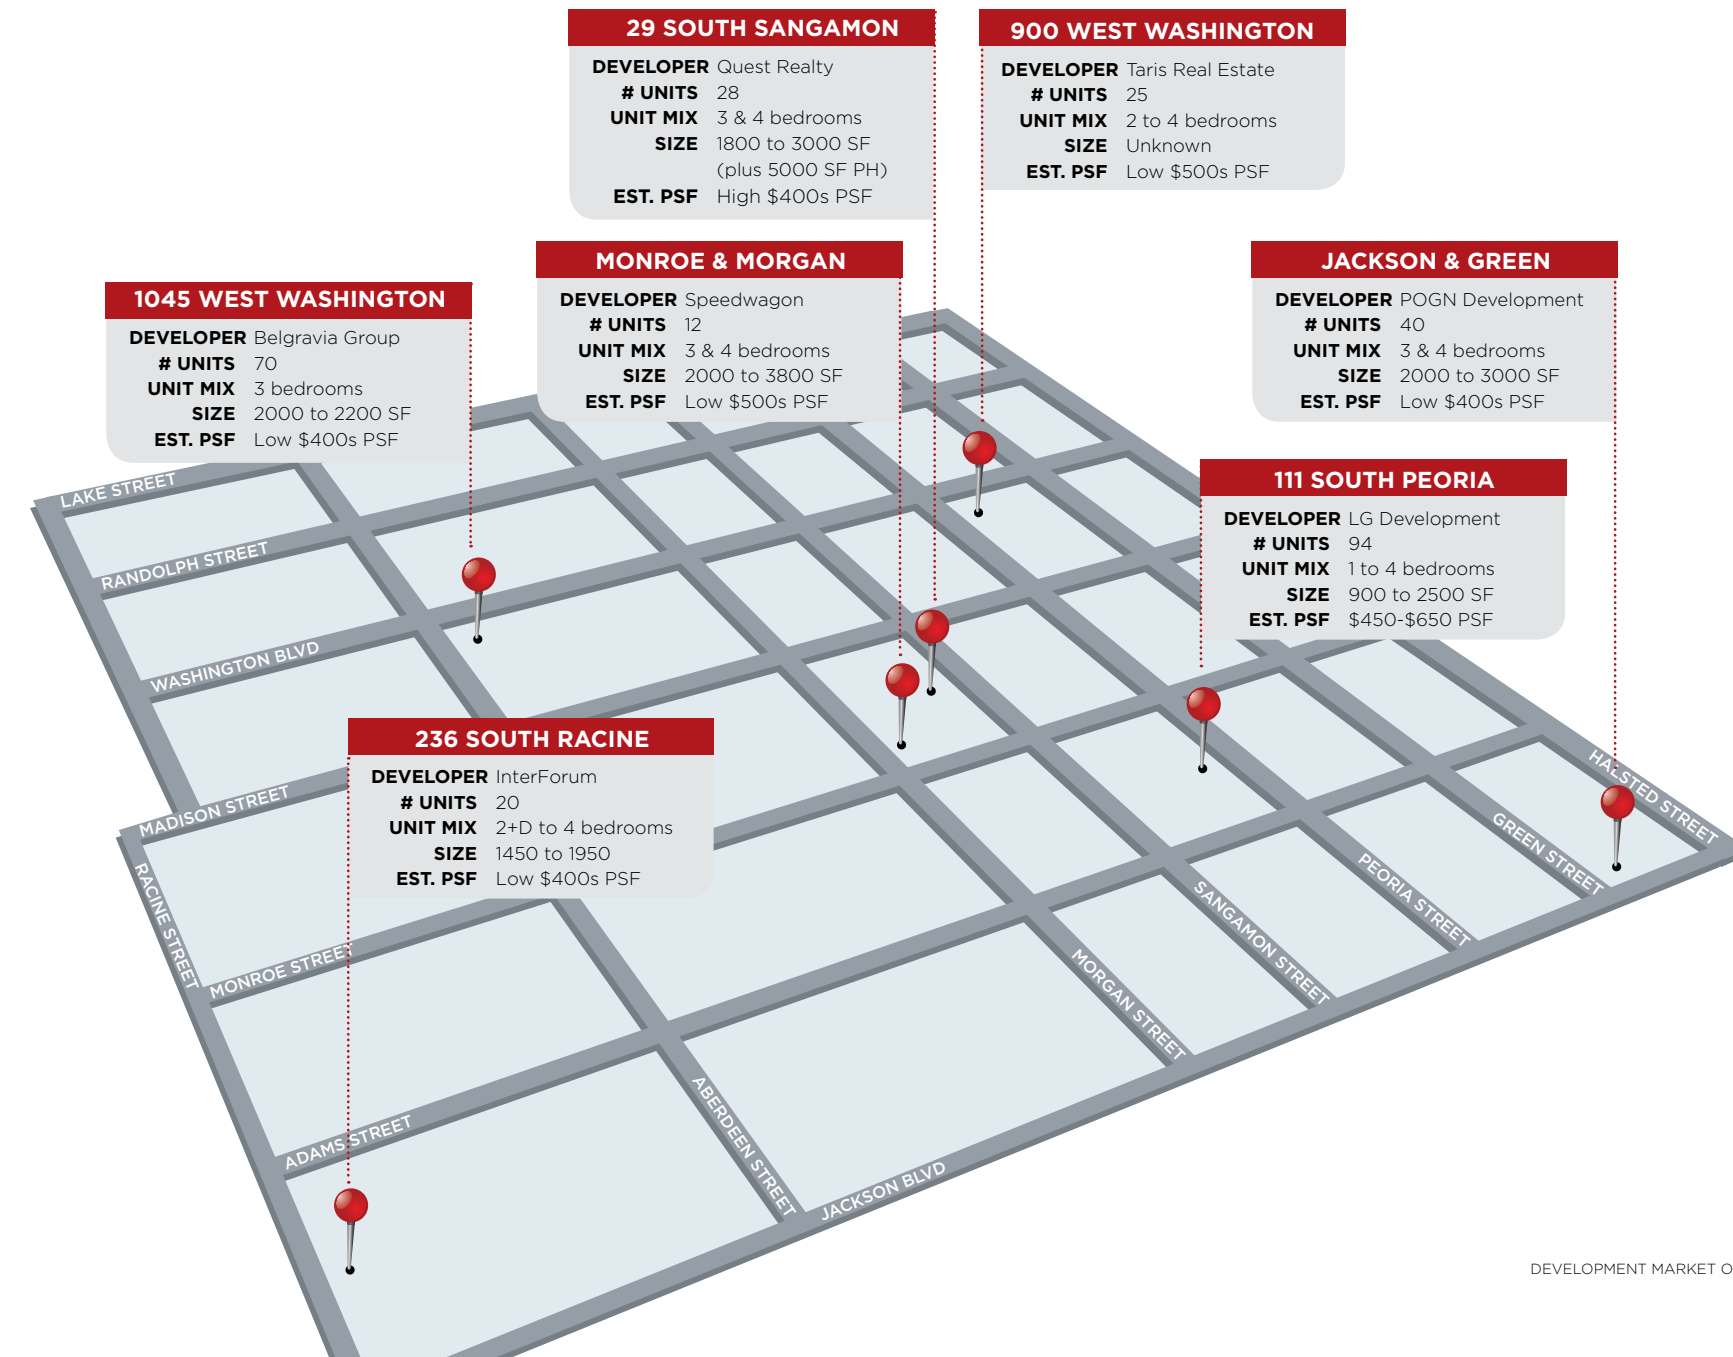 29 SOUTH SANGAMON
DEVELOPER Quest Realty
# UNITS 28
UNIT MIX 3 & 4 bedrooms
SIZE 1800 to 3000 SF
(plus 5000 SF PH)
EST. PSF High $400s PSF
900 WEST WASHINGTON
DEVELOPER Taris Real Estate
# UNITS 25
UNIT MIX 2 to 4 bedrooms
SIZE Unknown
EST. PSF Low $500s PSF
MONROE & MORGAN
DEVELOPER Speedwagon
# UNITS 12
UNIT MIX 3 & 4 bedrooms
SIZE 2000 to 3800 SF
EST. PSF Low $500s PSF
JACKSON & GREEN
DEVELOPER POGN Development
# UNITS 40
UNIT MIX 3 & 4 bedrooms
SIZE 2000 to 3000 SF
EST. PSF Low $400s PSF
1045 WEST WASHINGTON
DEVELOPER Belgravia Group
# UNITS 70
UNIT MIX 3 bedrooms
SIZE 2000 to 2200 SF
EST. PSF Low $400s PSF
111 SOUTH PEORIA
DEVELOPER LG Development
# UNITS 94
UNIT MIX 1 to 4 bedrooms
SIZE 900 to 2500 SF
EST. PSF $450-$650 PSF
236 SOUTH RACINE
DEVELOPER InterForum
# UNITS 20
UNIT MIX 2+D to 4 bedrooms
SIZE 1450 to 1950
EST. PSF Low $400s PSF
LAKE STREET
RANDOLPH STREET
WASHINGTON BLVD
MADISON STREET
RACINE STREET
MONROE STREET
ADAMS STREET
ABERDEEN STREET
JACKSON BLVD
MORGAN STREET
SANGAMON STREET
PEORIA STREET
GREEN STREET
HALSTED STREET
DEVELOPMENT MARKET O